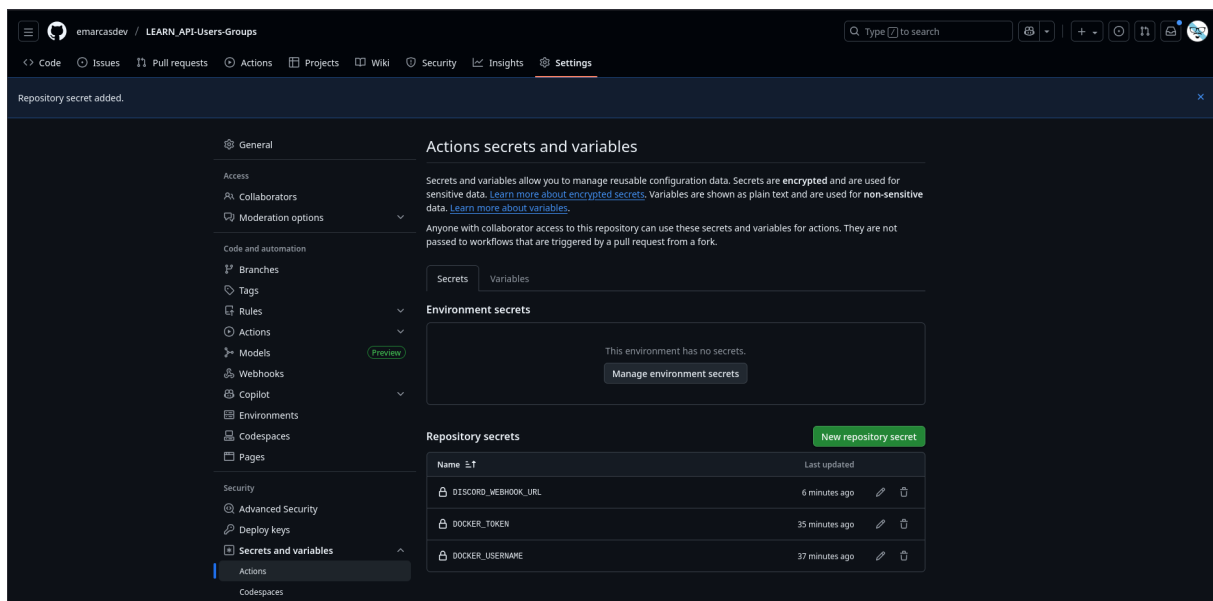 emarcasdev / LEARN_API-Users-Groups
Type / to search
Code Issues Pull requests Actions Projects Wiki Security Insights Settings
Repository secret added.
General
Access
Collaborators
Moderation options
Code and automation
Branches
Tags
Rules
Actions
Models Preview
Webhooks
Copilot
Environments
Codespaces
Pages
Security
Advanced Security
Deploy keys
Secrets and variables
Actions
Codespaces
Actions secrets and variables
Secrets and variables allow you to manage reusable configuration data. Secrets are encrypted and are used for
sensitive data. Learn more about encrypted secrets. Variables are shown as plain text and are used for non-sensitive
data. Learn more about variables.
Anyone with collaborator access to this repository can use these secrets and variables for actions. They are not
passed to workflows that are triggered by a pull request from a fork.
Secrets Variables
Environment secrets
This environment has no secrets.
Manage environment secrets
Repository secrets New repository secret
Name Last updated
DISCORD_WEBHOOK_URL 6 minutes ago
DOCKER_TOKEN 35 minutes ago
DOCKER_USERNAME 37 minutes ago